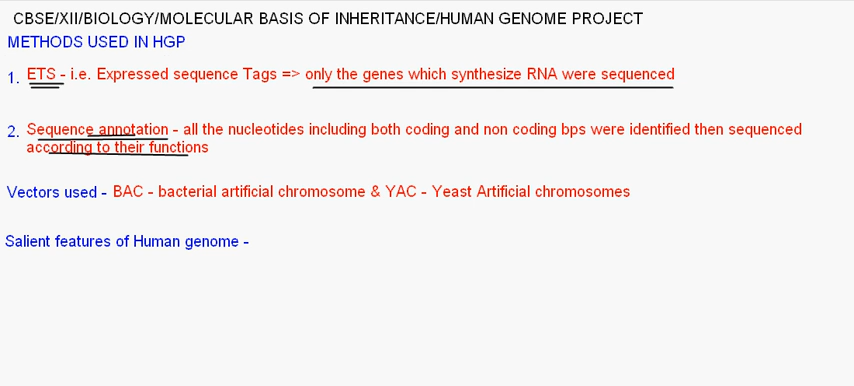 CBSE/XII/BIOLOGY/MOLECULAR BASIS OF INHERITANCE/HUMAN GENOME PROJECT
METHODS USED IN HGP
1. ETS - i.e. Expressed sequence Tags => only the genes which synthesize RNA were sequenced
2. Sequence annotation - all the nucleotides including both coding and non coding bps were identified then sequenced
according to their functions
Vectors used - BAC - bacterial artificial chromosome & YAC - Yeast Artificial chromosomes
Salient features of Human genome -